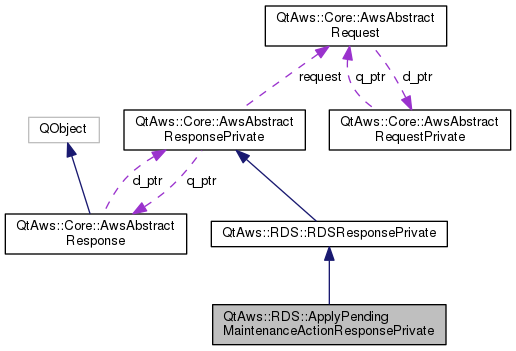 QtAws::Core::AwsAbstract
Request
request
q_ptr
d_ptr
QObject
QtAws::Core::AwsAbstract
ResponsePrivate
QtAws::Core::AwsAbstract
RequestPrivate
d_ptr
q_ptr
QtAws::Core::AwsAbstract
Response
QtAws::RDS::RDSResponsePrivate
QtAws::RDS::ApplyPending
MaintenanceActionResponsePrivate